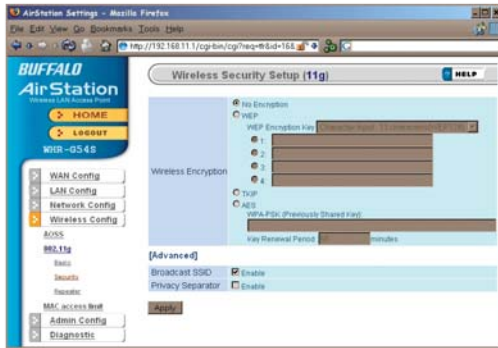 AirStation Settings - Mozilla Firefox
File Edit View Go Bookmarks Tools Help
BUFFALO
AirStation
Wireless LAN Access Point
HOME
LOGOUT
WHR-G54S
WAN Config
LAN Config
Network Config
Wireless Config
AOSS
802.11g
Basic
Security
Repeater
MAC access limit
Admin Config
Diagnostic
Wireless Security Setup (11g)
HELP
Wireless Encryption
No Encryption
WEP
WEP Encryption Key
1:
2:
3:
4:
TKIP
AES
WPA-PSK (Previously Shared Key):
Key Renewal Period: minutes
[Advanced]
Broadcast SSID Enable
Privacy Separator Enable
Apply